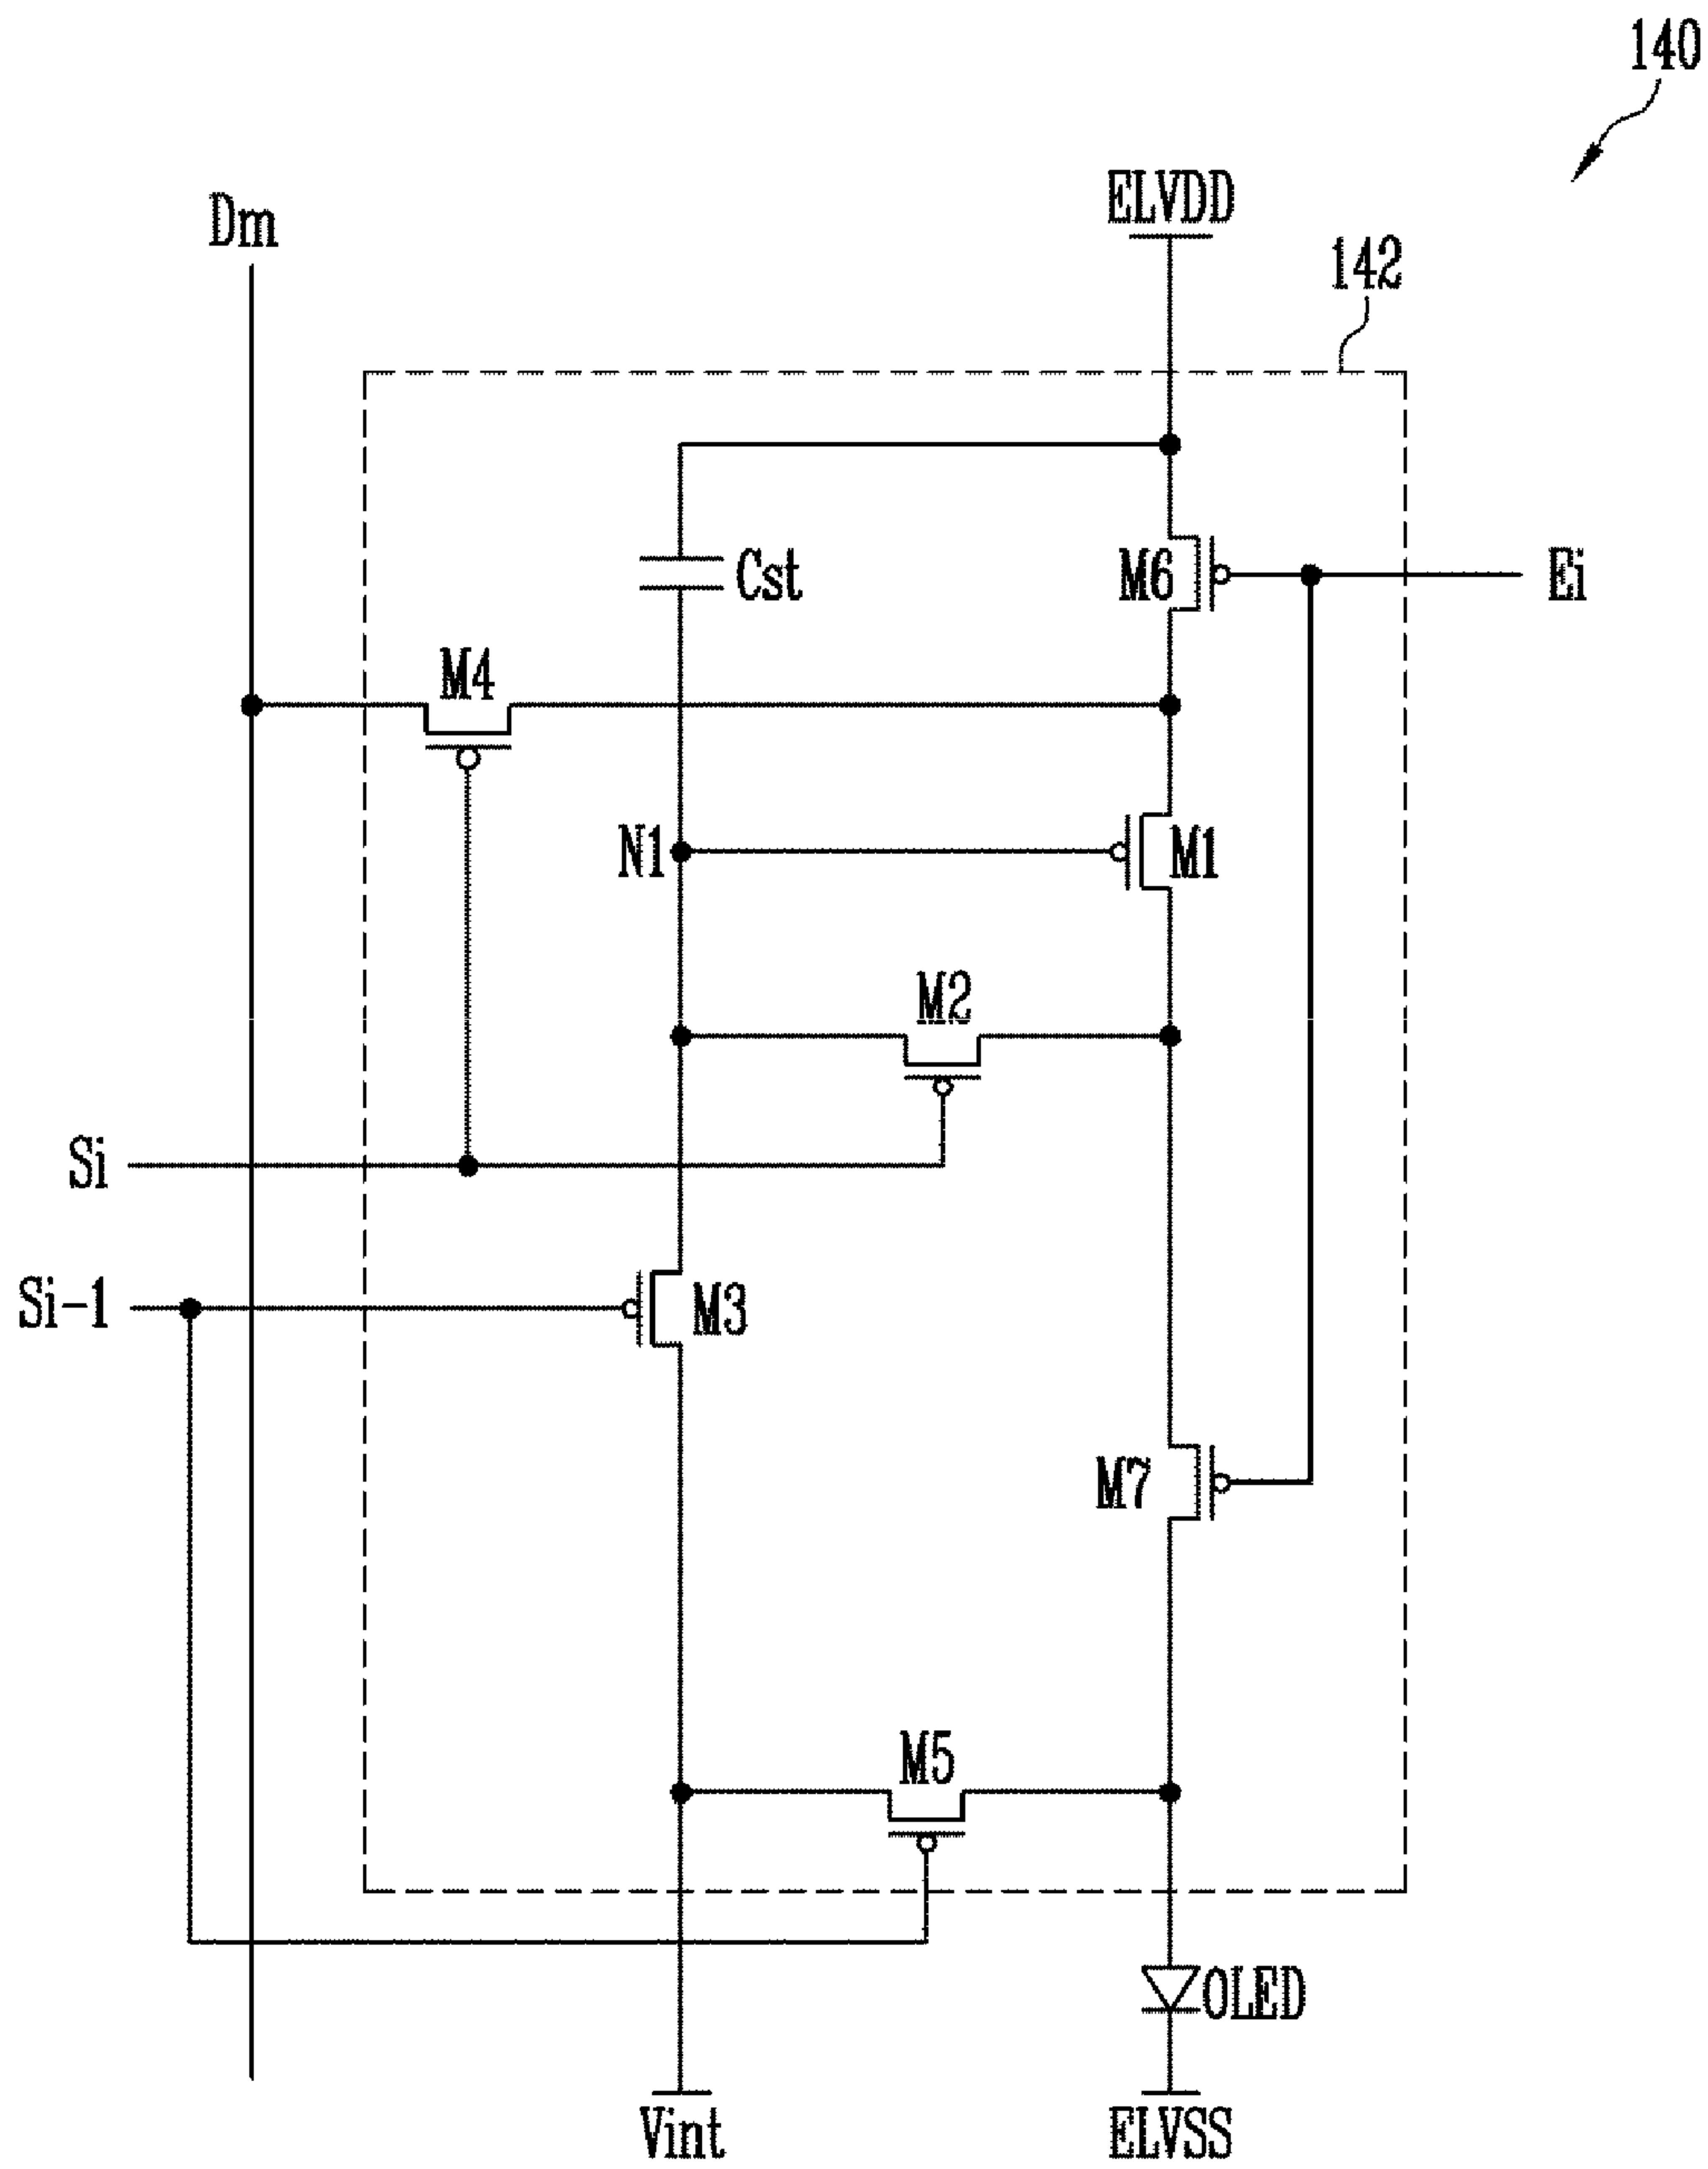 140
ELVDD
Dm
142
Cst
M6
Ei
M4
N1
M1
M2
Si
Si-1
M3
M7
M5
OLED
Vint
ELVSS